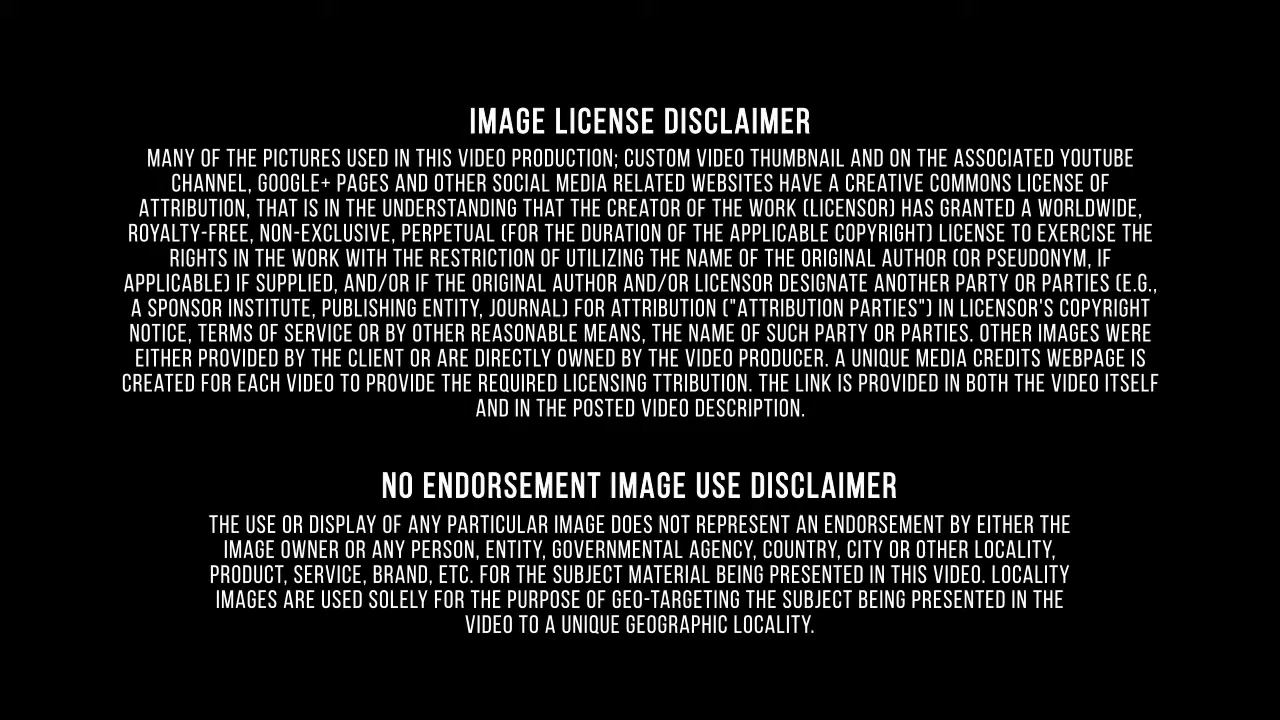 IMAGE LICENSE DISCLAIMER
MANY OF THE PICTURES USED IN THIS VIDEO PRODUCTION; CUSTOM VIDEO THUMBNAIL AND ON THE ASSOCIATED YOUTUBE
CHANNEL, GOOGLE+ PAGES AND OTHER SOCIAL MEDIA RELATED WEBSITES HAVE A CREATIVE COMMONS LICENSE OF
ATTRIBUTION, THAT IS IN THE UNDERSTANDING THAT THE CREATOR OF THE WORK (LICENSOR) HAS GRANTED A WORLDWIDE,
ROYALTY-FREE, NON-EXCLUSIVE, PERPETUAL (FOR THE DURATION OF THE APPLICABLE COPYRIGHT) LICENSE TO EXERCISE THE
RIGHTS IN THE WORK WITH THE RESTRICTION OF UTILIZING THE NAME OF THE ORIGINAL AUTHOR (OR PSEUDONYM, IF
APPLICABLE) IF SUPPLIED, AND/OR IF THE ORIGINAL AUTHOR AND/OR LICENSOR DESIGNATE ANOTHER PARTY OR PARTIES (E.G.,
A SPONSOR INSTITUTE, PUBLISHING ENTITY, JOURNAL) FOR ATTRIBUTION ("ATTRIBUTION PARTIES") IN LICENSOR'S COPYRIGHT
NOTICE, TERMS OF SERVICE OR BY OTHER REASONABLE MEANS, THE NAME OF SUCH PARTY OR PARTIES. OTHER IMAGES WERE
EITHER PROVIDED BY THE CLIENT OR ARE DIRECTLY OWNED BY THE VIDEO PRODUCER. A UNIQUE MEDIA CREDITS WEBPAGE IS
CREATED FOR EACH VIDEO TO PROVIDE THE REQUIRED LICENSING TTRIBUTION. THE LINK IS PROVIDED IN BOTH THE VIDEO ITSELF
AND IN THE POSTED VIDEO DESCRIPTION.
NO ENDORSEMENT IMAGE USE DISCLAIMER
THE USE OR DISPLAY OF ANY PARTICULAR IMAGE DOES NOT REPRESENT AN ENDORSEMENT BY EITHER THE
IMAGE OWNER OR ANY PERSON, ENTITY, GOVERNMENTAL AGENCY, COUNTRY, CITY OR OTHER LOCALITY,
PRODUCT, SERVICE, BRAND, ETC. FOR THE SUBJECT MATERIAL BEING PRESENTED IN THIS VIDEO. LOCALITY
IMAGES ARE USED SOLELY FOR THE PURPOSE OF GEO-TARGETING THE SUBJECT BEING PRESENTED IN THE
VIDEO TO A UNIQUE GEOGRAPHIC LOCALITY.